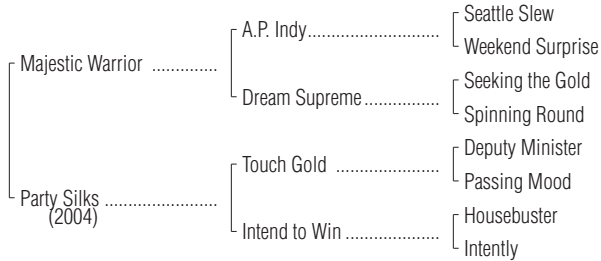 Seattle Slew
A.P. Indy..............................
Weekend Surprise
Majestic Warrior ...............
Seeking the Gold
Dream Supreme.................
Spinning Round
Deputy Minister
Touch Gold .......................
Passing Mood
Party Silks .........................
(2004)
Housebuster
Intend to Win.....................
Intently